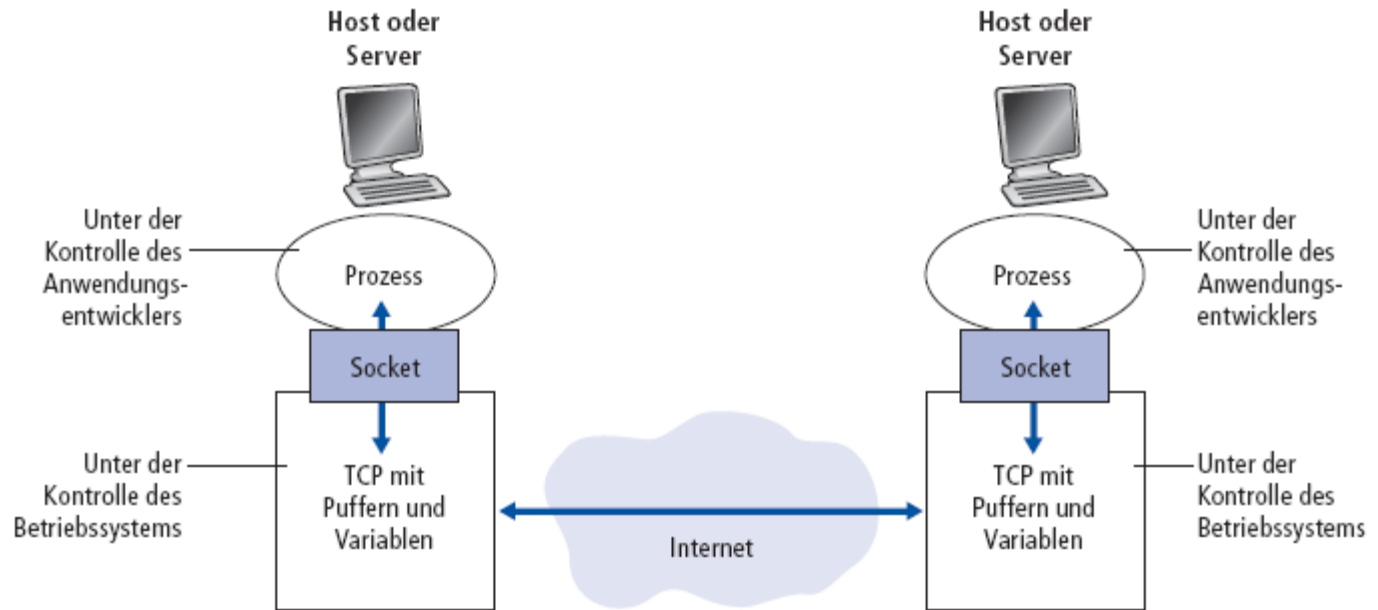 Host oder
Server
Host oder
Server
Unter der
Kontrolle des
Anwendungs-
entwicklers
Prozess
Prozess
Unter der
Kontrolle des
Anwendungs-
entwicklers
Socket
Socket
Unter der
Kontrolle des
Betriebssystems
TCP mit
Puffern und
Variablen
Internet
TCP mit
Puffern und
Variablen
Unter der
Kontrolle des
Betriebssystems